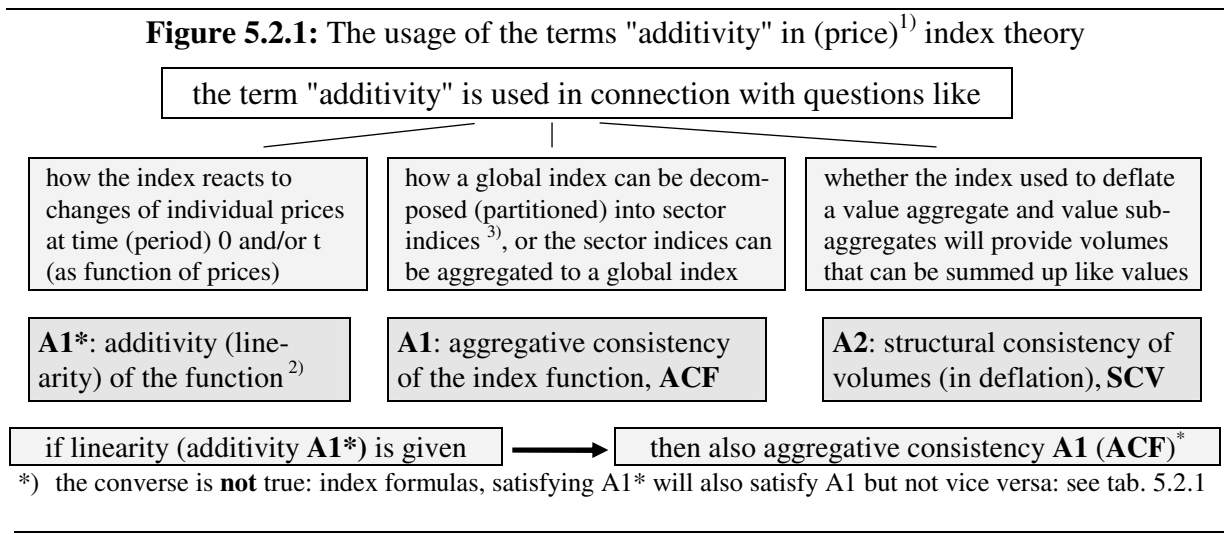 Figure 5.2.1: The usage of the terms "additivity" in (price)1) index theory
the term "additivity" is used in connection with questions like
how the index reacts to
changes of individual prices
at time (period) 0 and/or t
(as function of prices)
how a global index can be decom-
posed (partitioned) into sector
indices 3), or the sector indices can
be aggregated to a global index
whether the index used to deflate
a value aggregate and value sub-
aggregates will provide volumes
that can be summed up like values
A1*: additivity (line-
arity) of the function 2)
A1: aggregative consistency
of the index function, ACF
A2: structural consistency of
volumes (in deflation), SCV
if linearity (additivity A1*) is given
then also aggregative consistency A1 (ACF)*
*) the converse is not true: index formulas, satisfying A1* will also satisfy A1 but not vice versa: see tab. 5.2.1